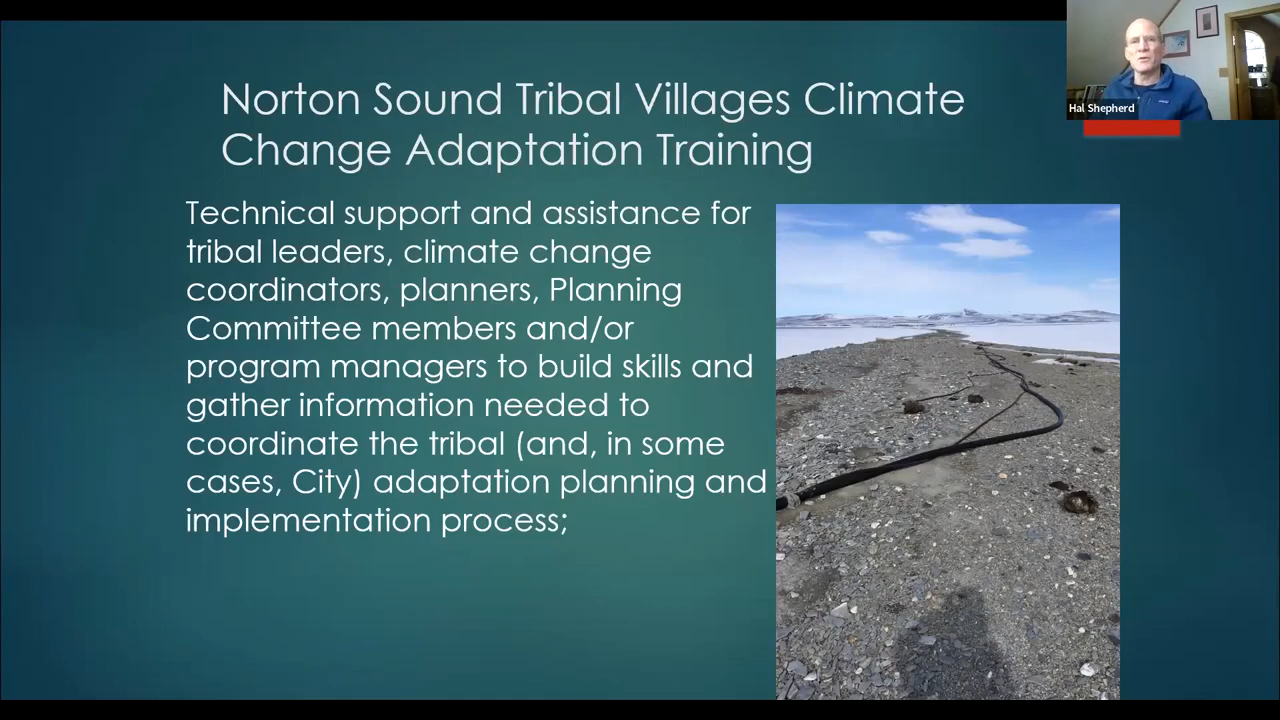 Norton Sound Tribal Villages Climate
Change Adaptation Training
Hal Shepherd
Technical support and assistance for
tribal leaders, climate change
coordinators, planners, Planning
Committee members and/or
program managers to build skills and
gather information needed to
coordinate the tribal (and, in some
cases, City) adaptation planning and
implementation process;